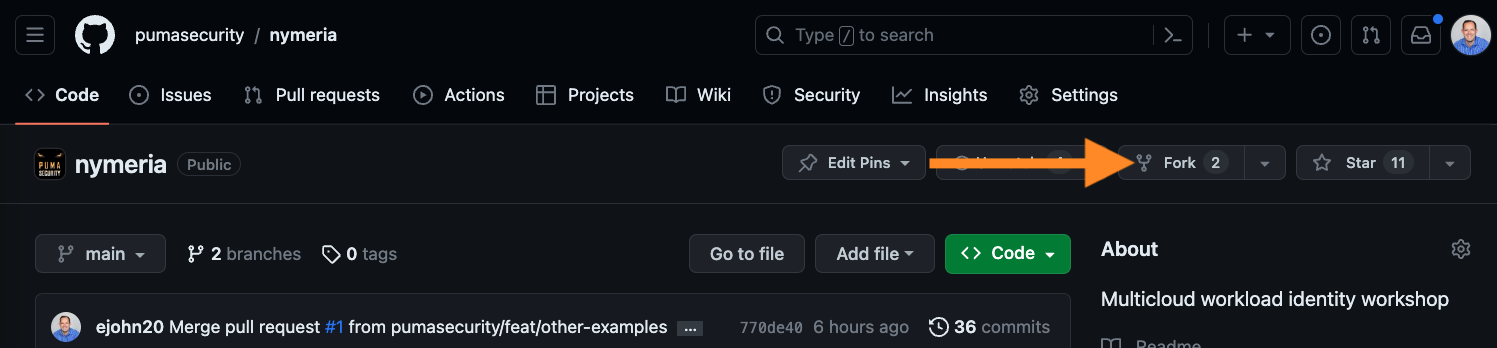 pumasecurity / nymeria
Type / to search
Code Issues Pull requests Actions Projects Wiki Security Insights Settings
PUMA SECURITY nymeria Public Edit Pins Fork 2 Star 11
main 2 branches 0 tags Go to file Add file Code About
Multicloud workload identity workshop
ejohn20 Merge pull request #1 from pumasecurity/feat/other-examples ... 770de40 6 hours ago 36 commits
Readme